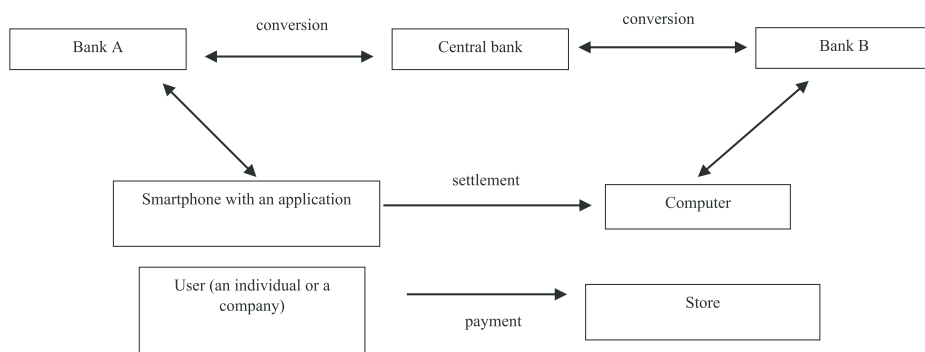 conversion
conversion
Bank A
Central bank
Bank B
settlement
Smartphone with an application
Computer
User (an individual or a
company)
Store
payment